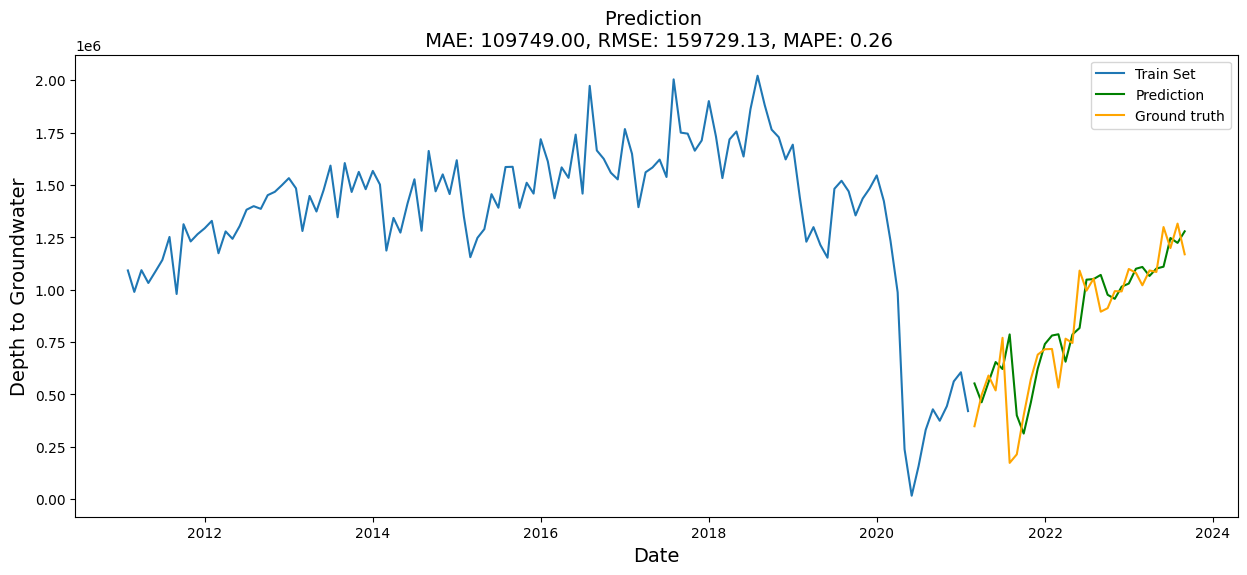 Prediction
MAE: 109749.00, RMSE: 159729.13, MAPE: 0.26
1e6
Train Set
Prediction
Ground truth
2.00
1.75
1.50
1.25
1.00
0.75
0.50
0.25
0.00
Depth to Groundwater
2012
2014
2016
2018
2020
2022
2024
Date